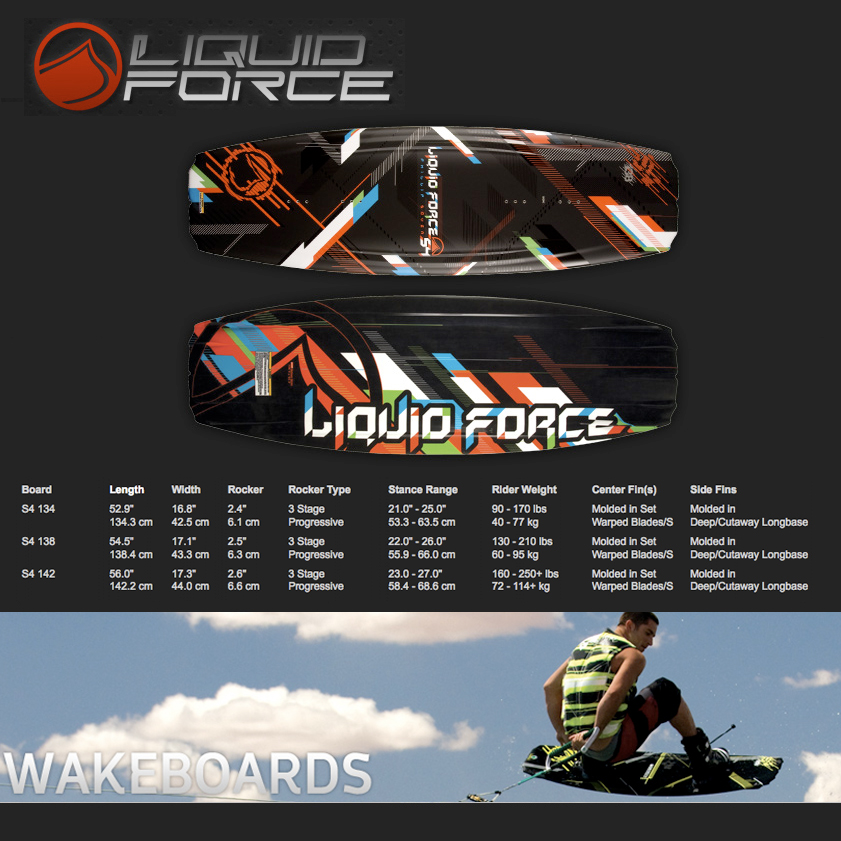 LIQUID
FORCE
LIQUID FORCE S4
LIQUID FORCE
Board Length Width Rocker Rocker Type Stance Range Rider Weight Center Fin(s) Side Fins
S4 134 52.9" 16.8" 2.4" 3 Stage 21.0" - 25.0" 90 - 170 lbs Molded in Set Molded in
134.3 cm 42.5 cm 6.1 cm Progressive 53.3 - 63.5 cm 40 - 77 kg Warped Blades/S Deep/Cutaway Longbase
S4 138 54.5" 17.1" 2.5" 3 Stage 22.0" - 26.0" 130 - 210 lbs Molded in Set Molded in
138.4 cm 43.3 cm 6.3 cm Progressive 55.9 - 66.0 cm 60 - 95 kg Warped Blades/S Deep/Cutaway Longbase
S4 142 56.0" 17.3" 2.6" 3 Stage 23.0 - 27.0" 160 - 250+ lbs Molded in Set Molded in
142.2 cm 44.0 cm 6.6 cm Progressive 58.4 - 68.6 cm 72 - 114+ kg Warped Blades/S Deep/Cutaway Longbase
WAKEBOARDS